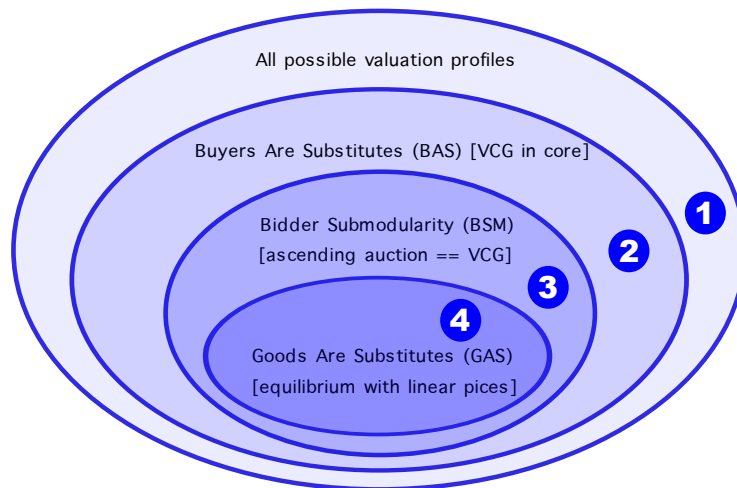 All possible valuation profiles
Buyers Are Substitutes (BAS) [VCG in core]
1
Bidder Submodularity (BSM)
2
[ascending auction == VCG]
3
4
Goods Are Substitutes (GAS)
[equilibrium with linear pices]